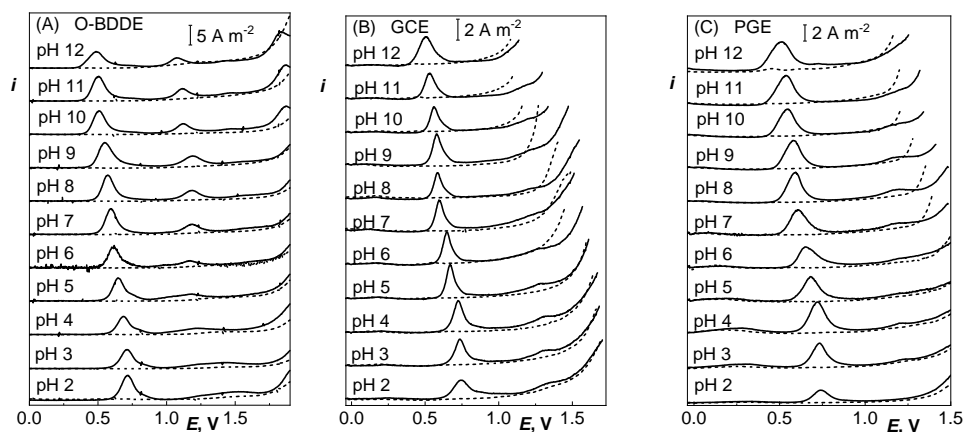 (A) O-BDDE
5 A m⁻²
pH 12
i
pH 11
pH 10
pH 9
pH 8
pH 7
pH 6
pH 5
pH 4
pH 3
pH 2
0.0 0.5 1.0 1.5
E, V
(B) GCE
2 A m⁻²
pH 12
i
pH 11
pH 10
pH 9
pH 8
pH 7
pH 6
pH 5
pH 4
pH 3
pH 2
0.0 0.5 1.0 1.5
E, V
(C) PGE
2 A m⁻²
pH 12
i
pH 11
pH 10
pH 9
pH 8
pH 7
pH 6
pH 5
pH 4
pH 3
pH 2
0.0 0.5 1.0 1.5
E, V